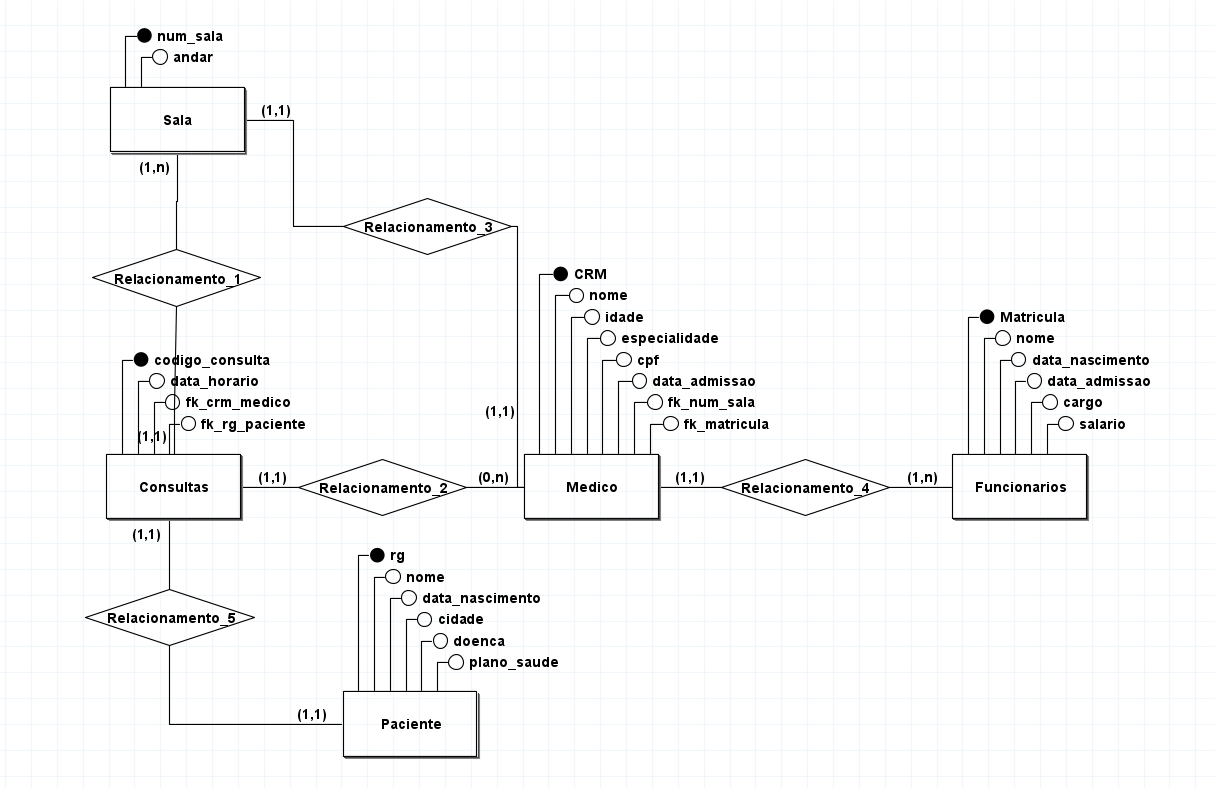 num_sala
andar
Sala
(1,1)
(1,n)
Relacionamento_3
Relacionamento_1
CRM
nome
idade
especialidade
cpf
data_admissao
fk_num_sala
fk_matricula
Matricula
nome
data_nascimento
data_admissao
cargo
salario
codigo_consulta
data_horario
fk_crm_medico
fk_rg_paciente
(1,1)
(1,1)
Consultas
(1,1)
Relacionamento_2
(0,n)
Medico
(1,1)
Relacionamento_4
(1,n)
Funcionarios
(1,1)
Relacionamento_5
rg
nome
data_nascimento
cidade
doenca
plano_saude
(1,1)
Paciente